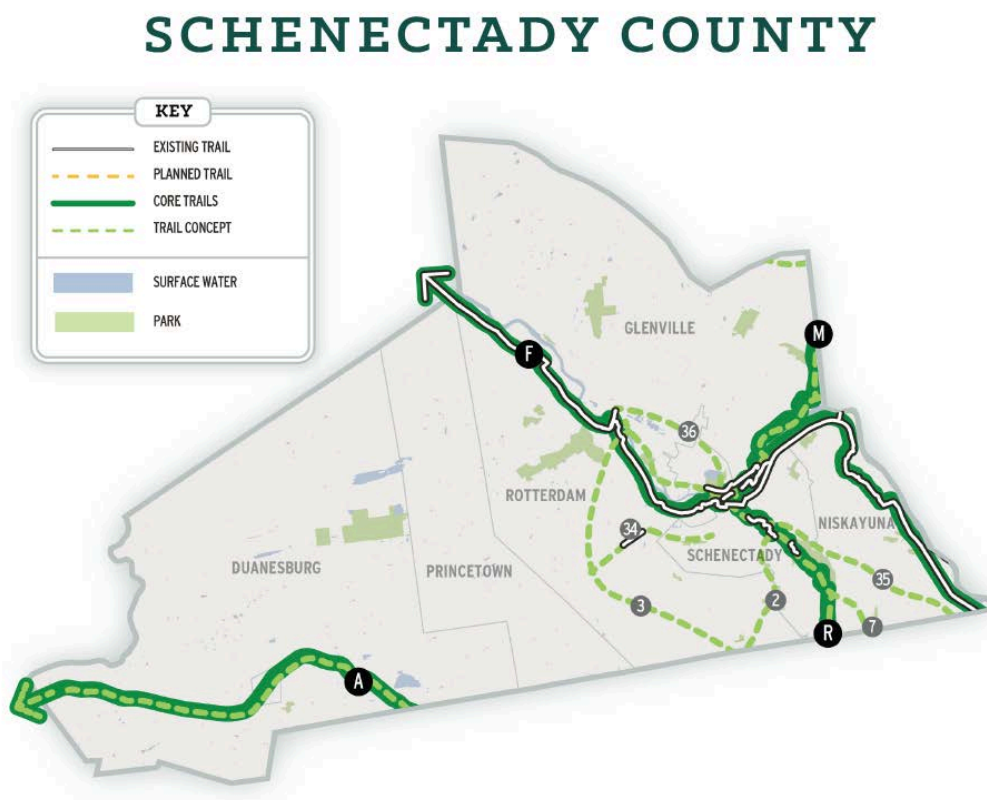 SCHENECTADY COUNTY
KEY
EXISTING TRAIL
PLANNED TRAIL
CORE TRAILS
TRAIL CONCEPT
SURFACE WATER
PARK
GLENVILLE
M
F
36
ROTTERDAM
34
NISKAYUNA
SCHENECTADY
DUANESBURG
PRINCETOWN
35
3
2
7
R
A